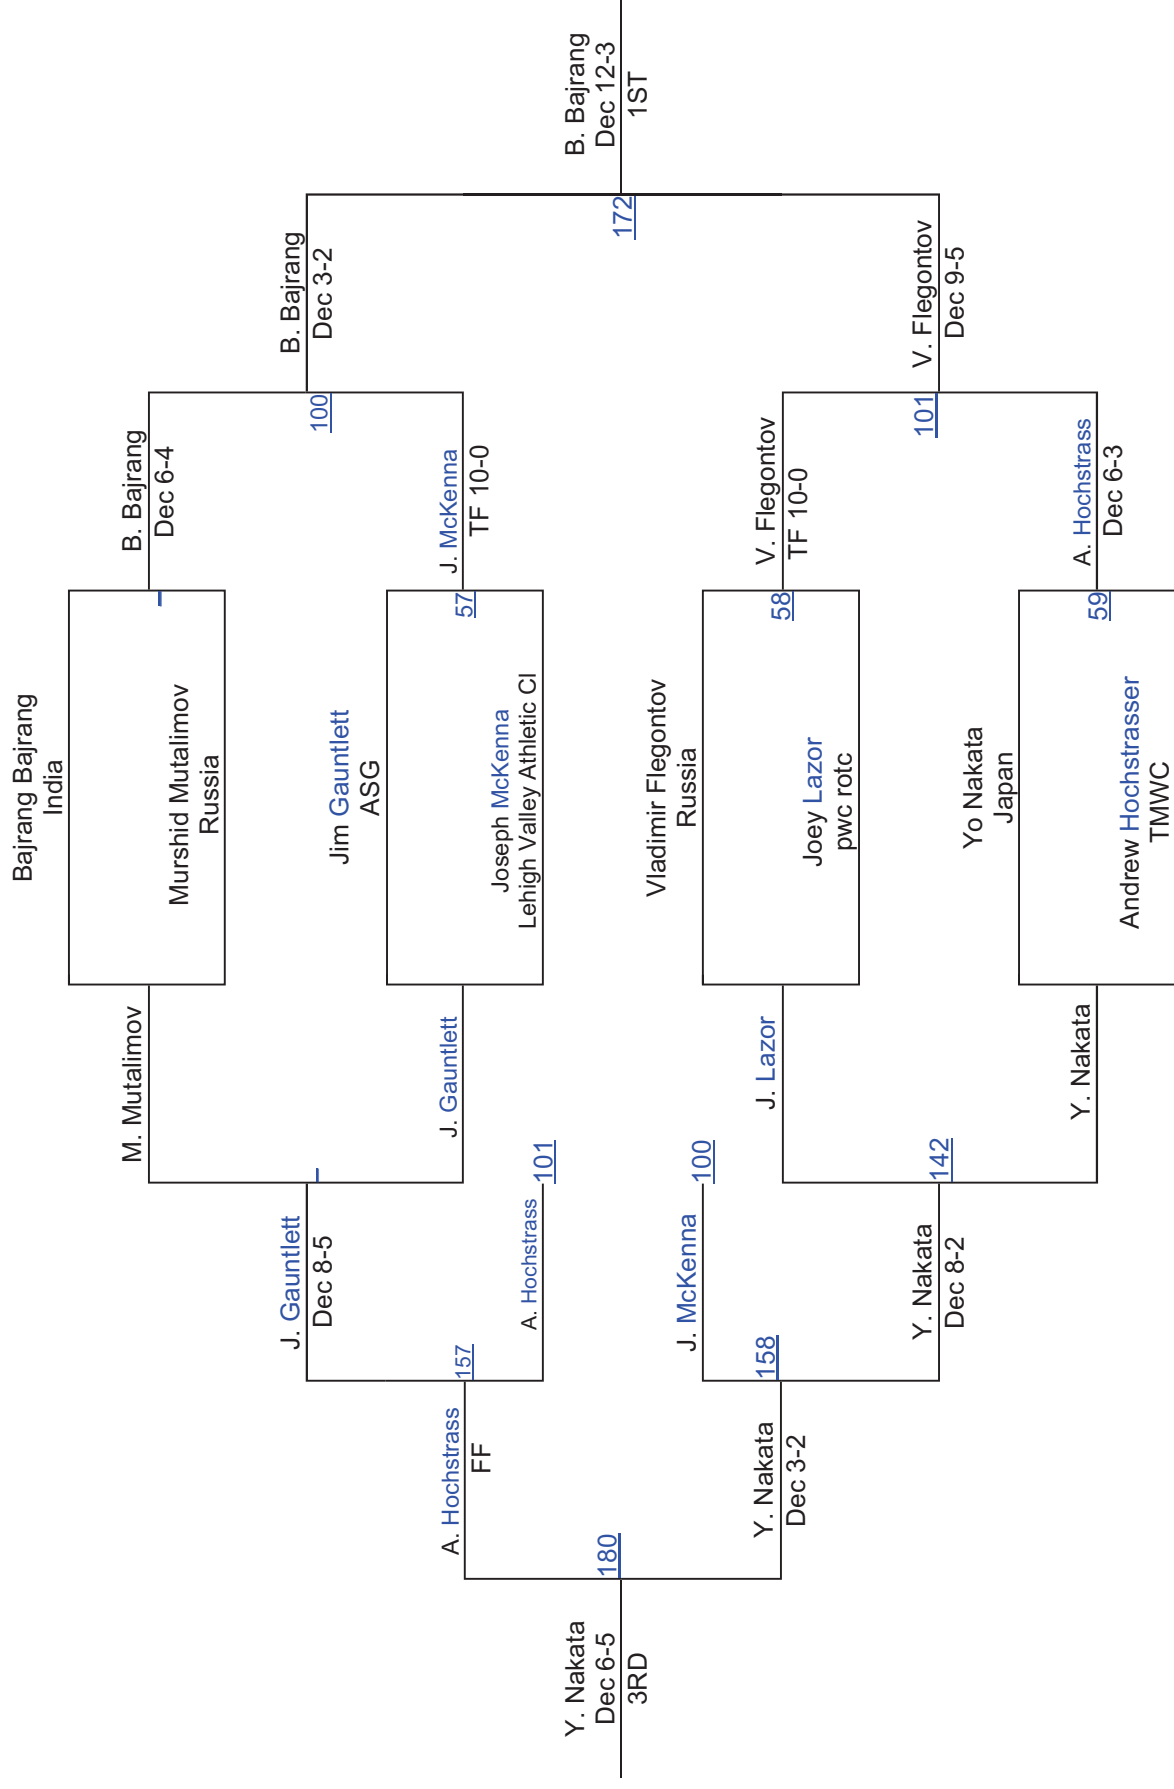 Bajrang Bajrang
India
Murshid Mutalimov
Russia
Jim Gauntlett
ASG
Joseph McKenna
Lehigh Valley Athletic Cl
Vladimir Flegontov
Russia
Joey Lazor
pwc rotc
Yo Nakata
Japan
Andrew Hochstrasser
TMWC
B. Bajrang
Dec 6-4
57
J. McKenna
TF 10-0
58
V. Flegontov
TF 10-0
59
A. Hochstrass
Dec 6-3
100
B. Bajrang
Dec 3-2
101
V. Flegontov
Dec 9-5
172
B. Bajrang
Dec 12-3
1ST
M. Mutalimov
J. Gauntlett
J. Lazor
Y. Nakata
J. Gauntlett
Dec 8-5
A. Hochstrass
101
J. McKenna
100
142
Y. Nakata
Dec 8-2
157
A. Hochstrass
FF
158
Y. Nakata
Dec 3-2
180
Y. Nakata
Dec 6-5
3RD